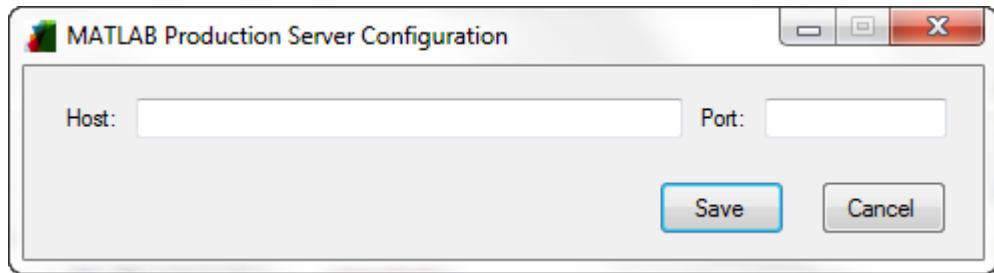 MATLAB Production Server Configuration
Host: Port:
Save Cancel